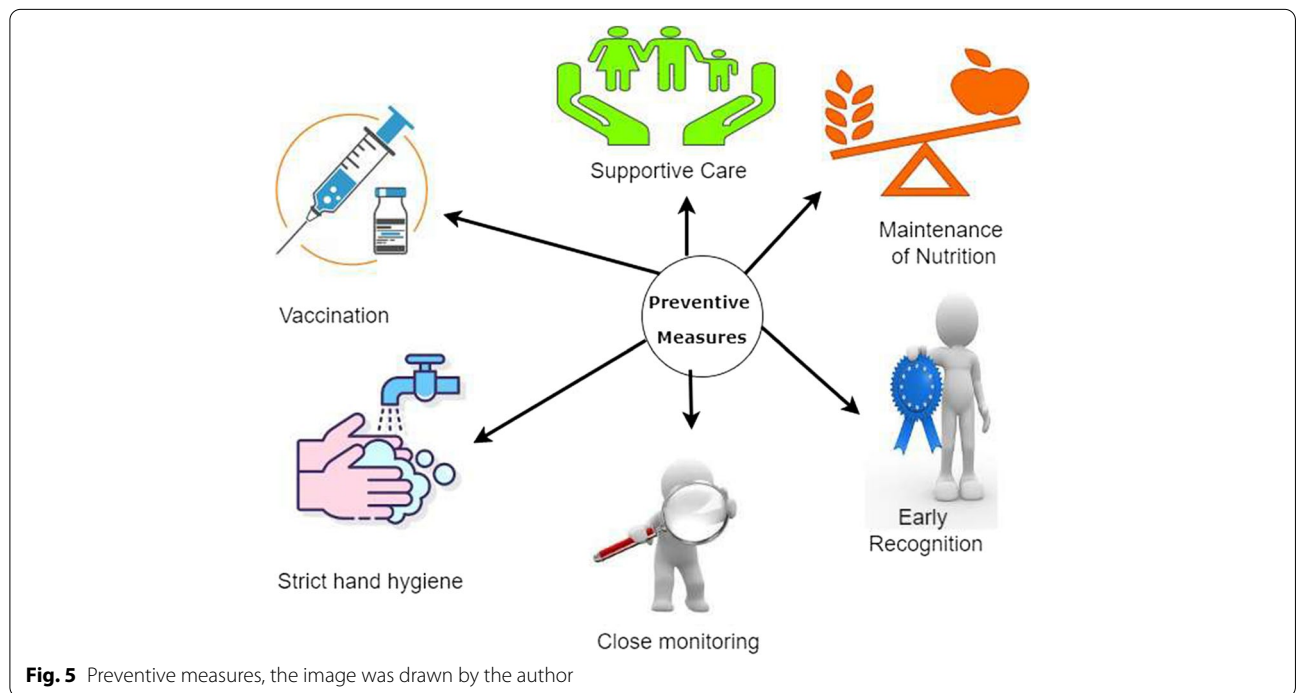 Supportive Care
Maintenance
of Nutrition
Vaccination
Preventive
Measures
Early
Recognition
Strict hand hygiene
Close monitoring
Fig. 5 Preventive measures, the image was drawn by the author